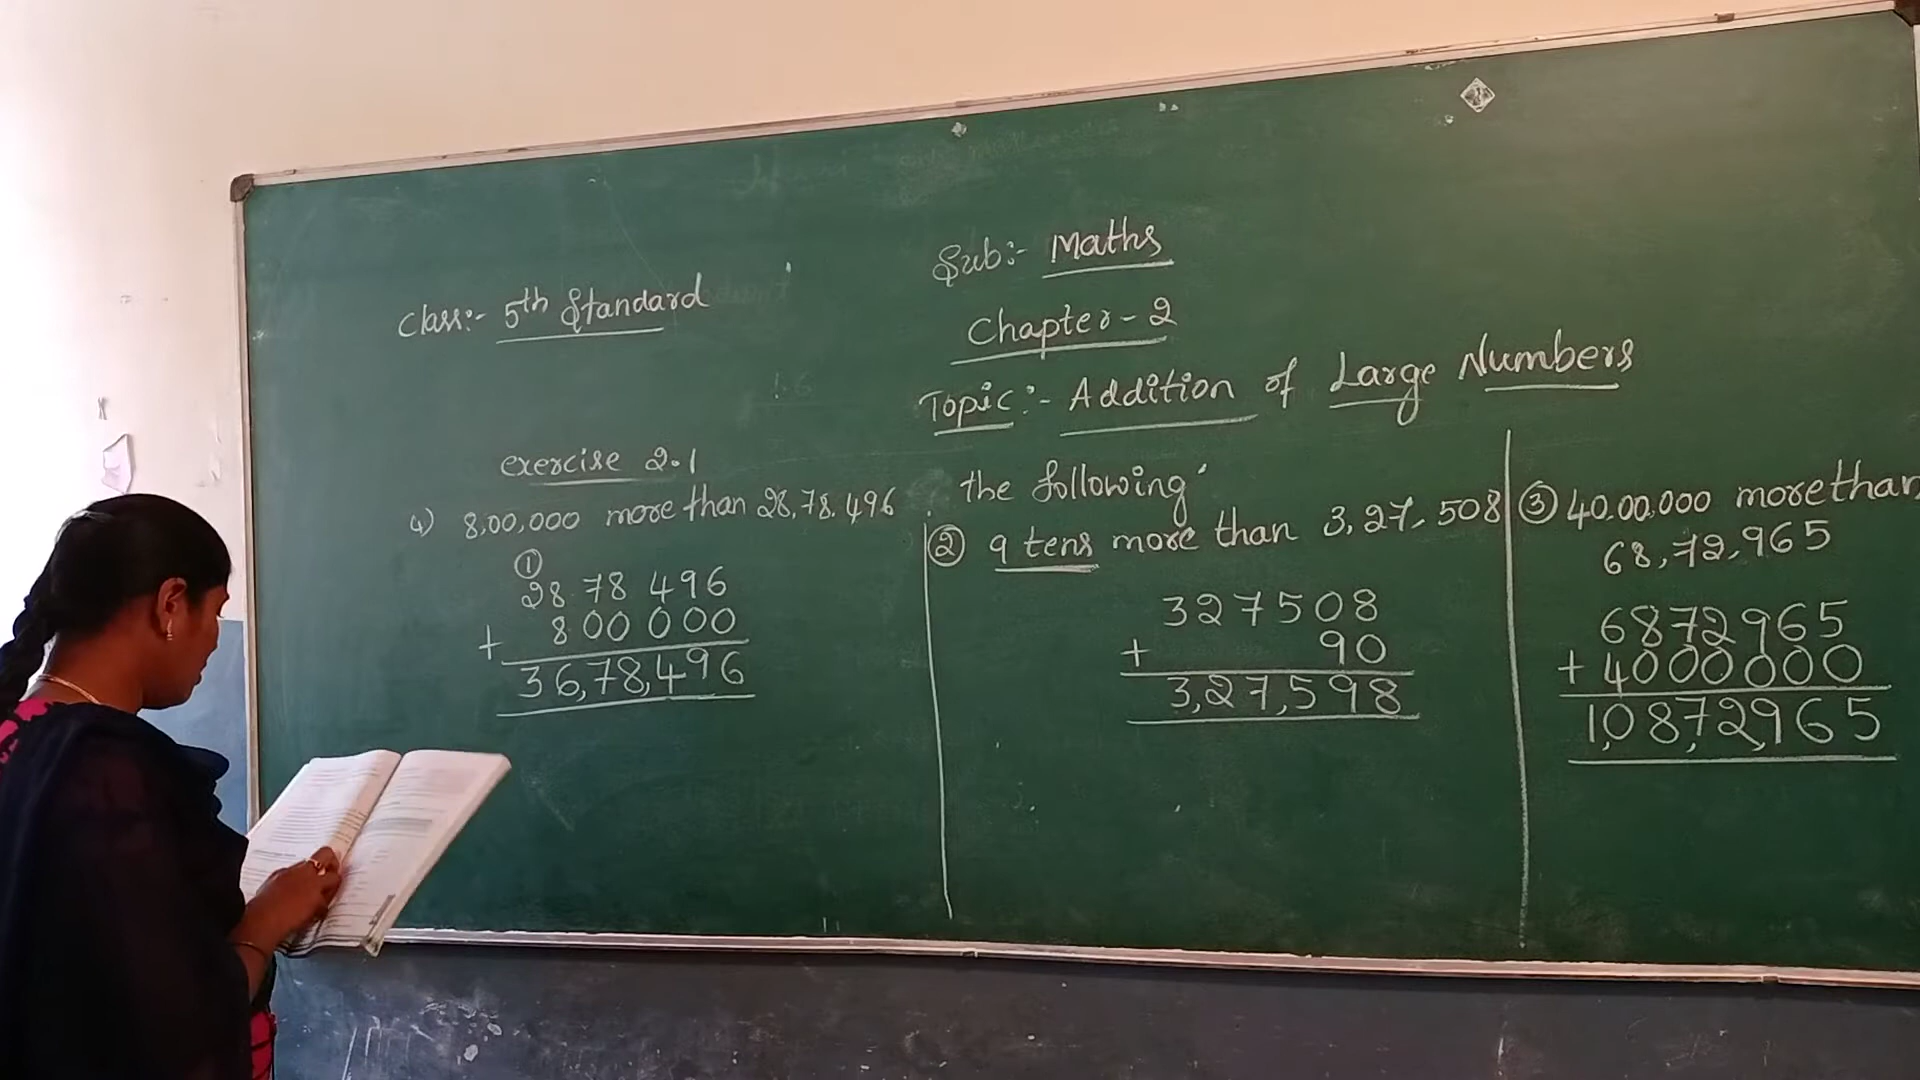 Sub:- Maths
Class:- 5th Standard
Chapter-2
Topic:- Addition of Large Numbers
exercise 2.1
the following
4) 8,00,000 more than 28,78,496
①
28 78 496
+ 8 00 000
36,78,496
② 9 tens more than 3,27,508
327508
+ 90
3,27,598
③ 40,00,000 more than
68,72,965
6872965
+ 4000000
1,08,72,965